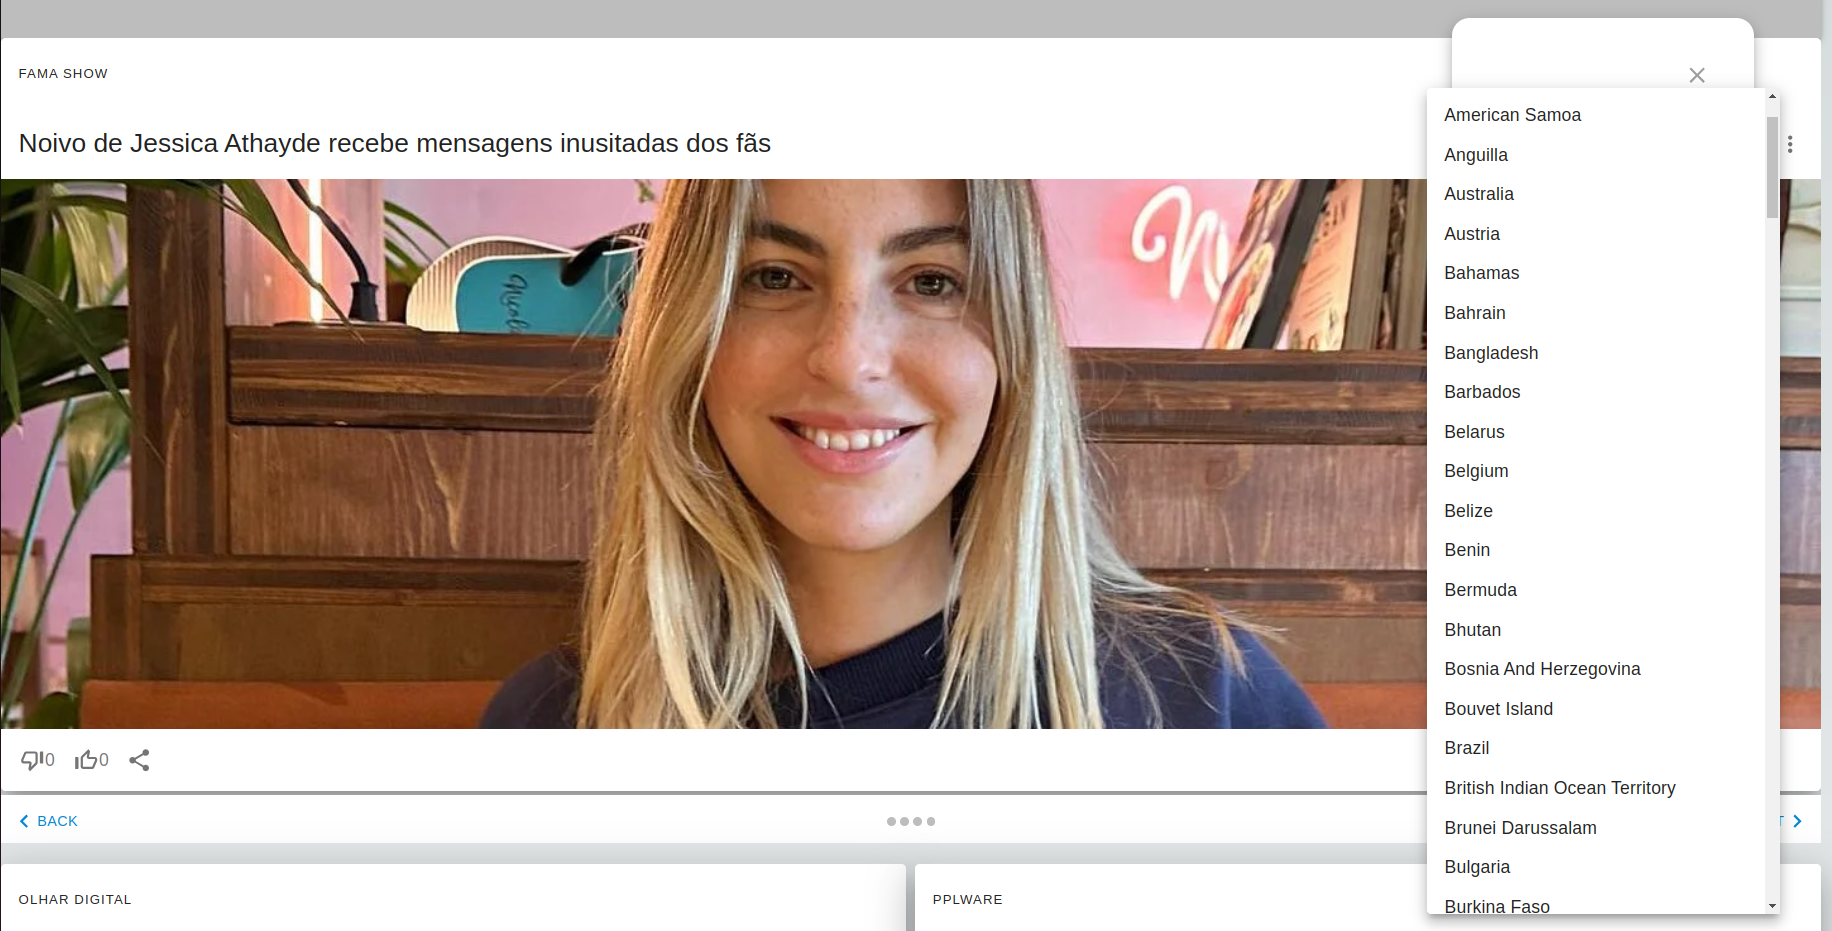 FAMA SHOW
Noivo de Jessica Athayde recebe mensagens inusitadas dos fãs
0
0
BACK
T
OLHAR DIGITAL
PPLWARE
American Samoa
Anguilla
Australia
Austria
Bahamas
Bahrain
Bangladesh
Barbados
Belarus
Belgium
Belize
Benin
Bermuda
Bhutan
Bosnia And Herzegovina
Bouvet Island
Brazil
British Indian Ocean Territory
Brunei Darussalam
Bulgaria
Burkina Faso